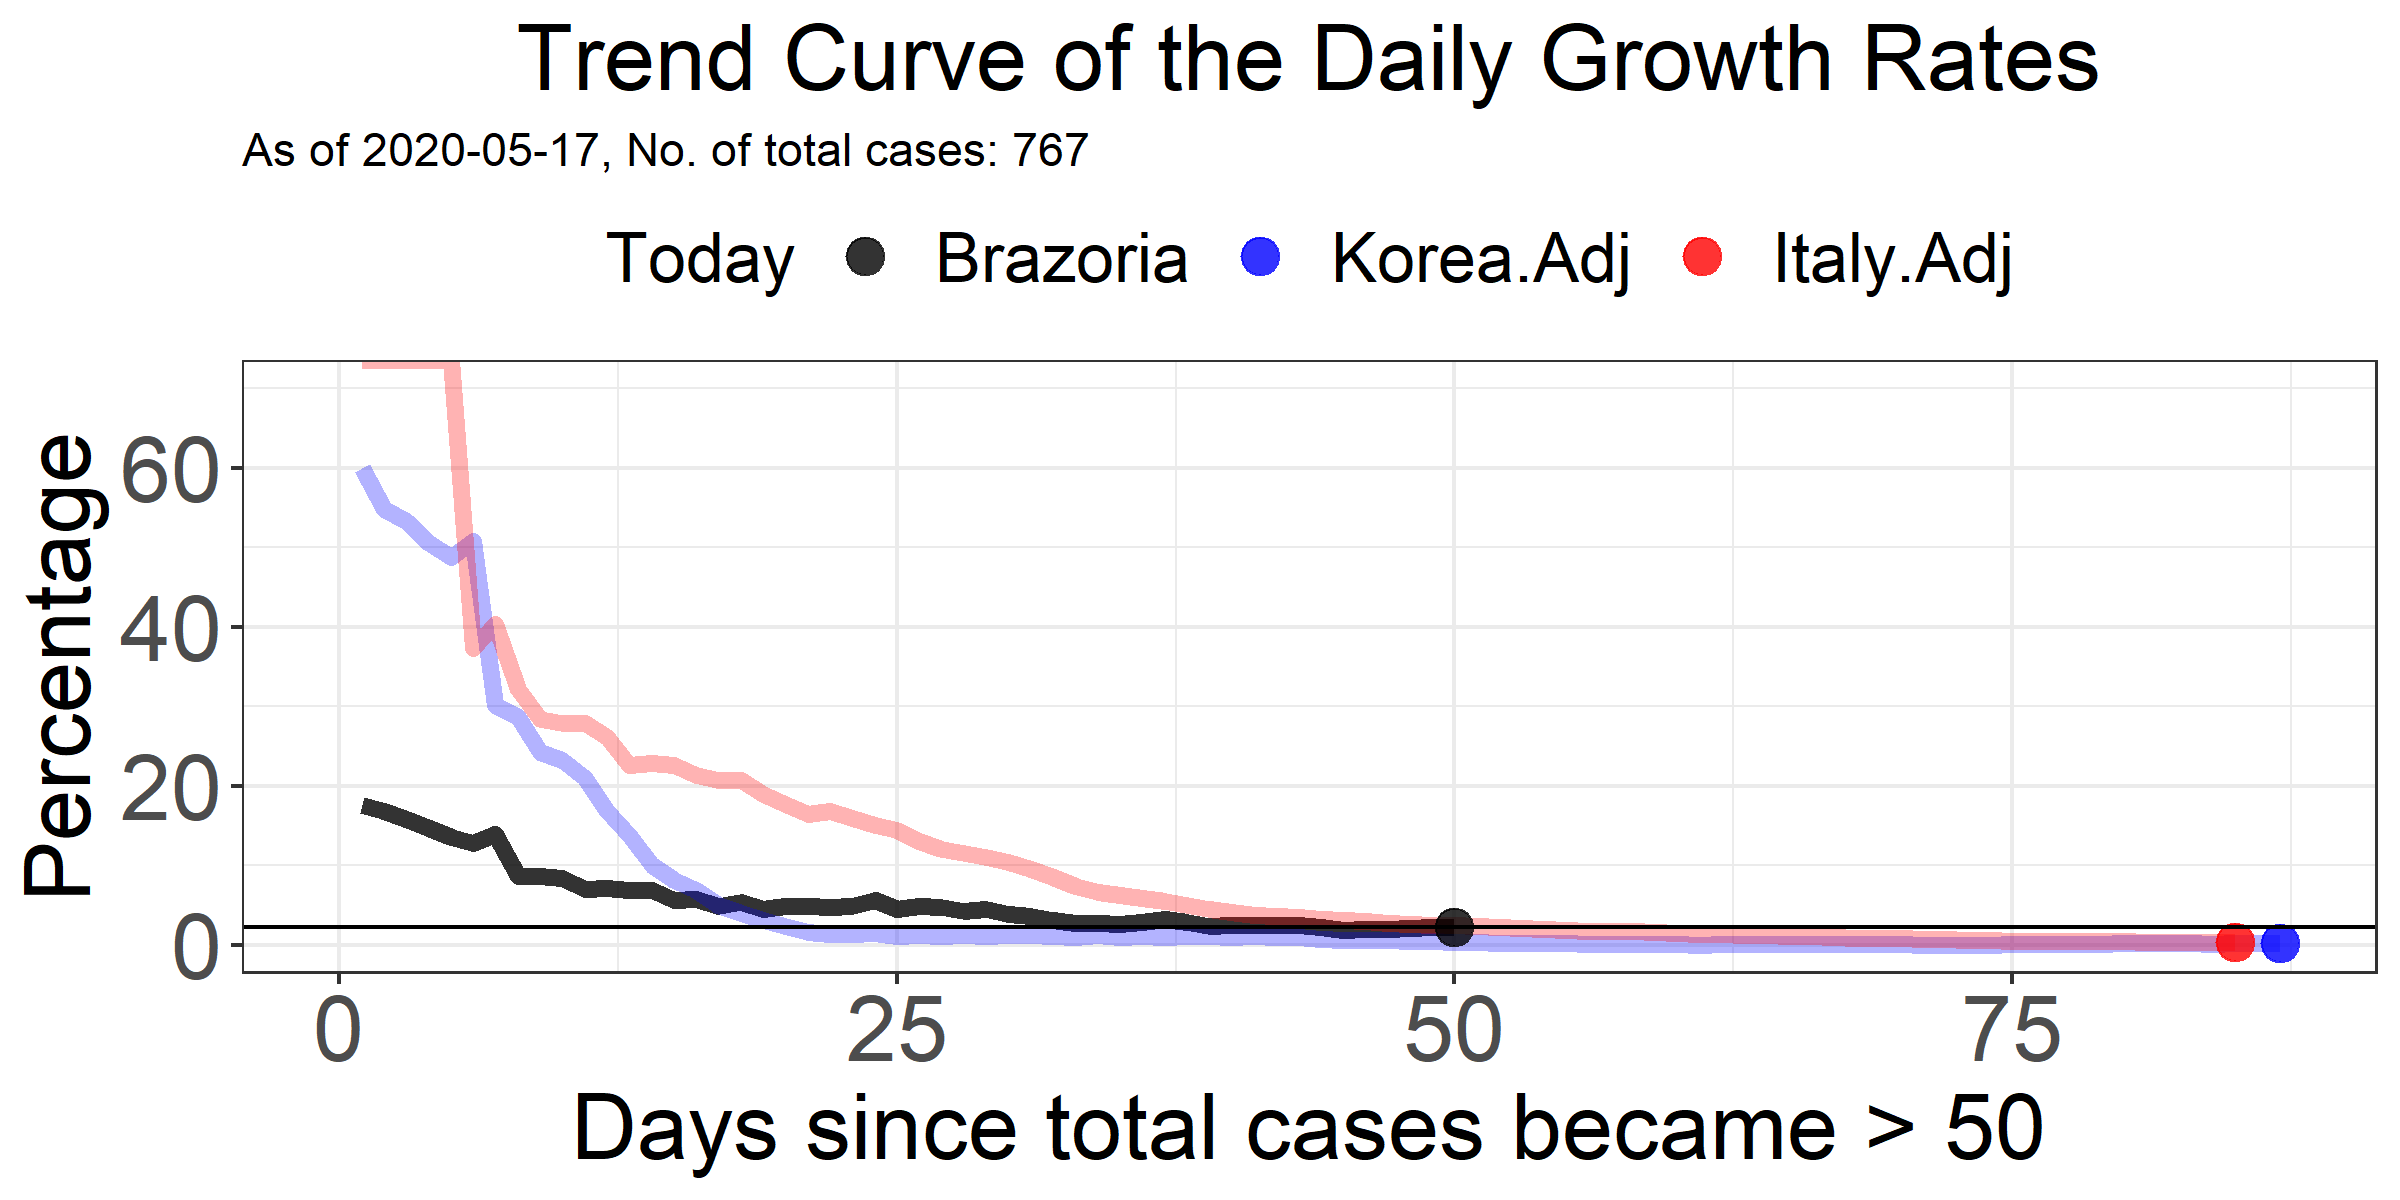 Trend Curve of the Daily Growth Rates
As of 2020-05-17, No. of total cases: 767
Today Brazoria Korea.Adj Italy.Adj
Percentage
60
40
20
0
0 25 50 75
Days since total cases became > 50